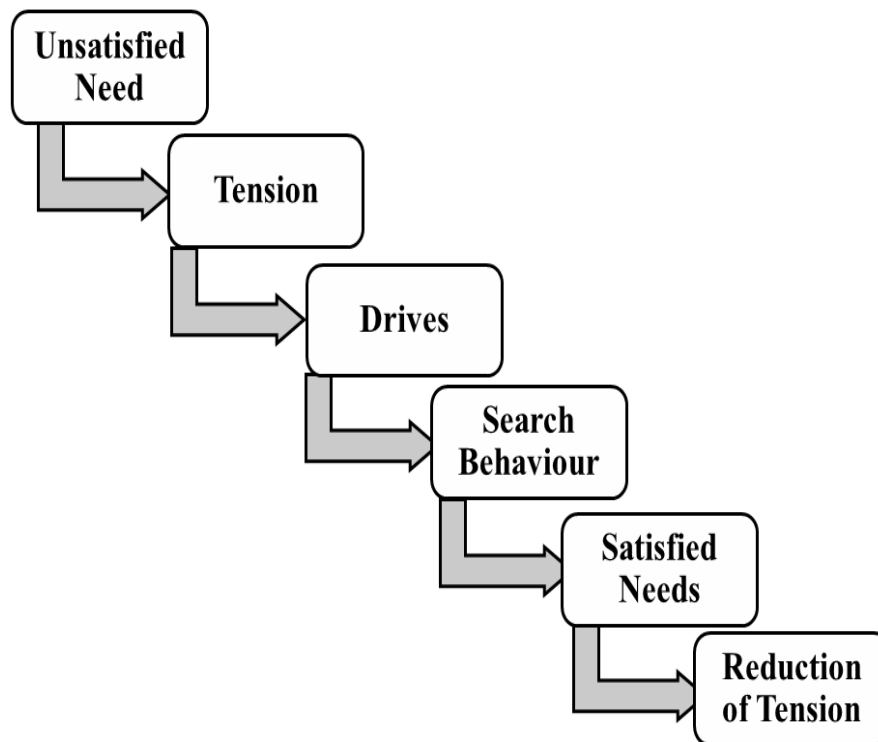 Unsatisfied
Need
Tension
Drives
Search
Behaviour
Satisfied
Needs
Reduction
of Tension